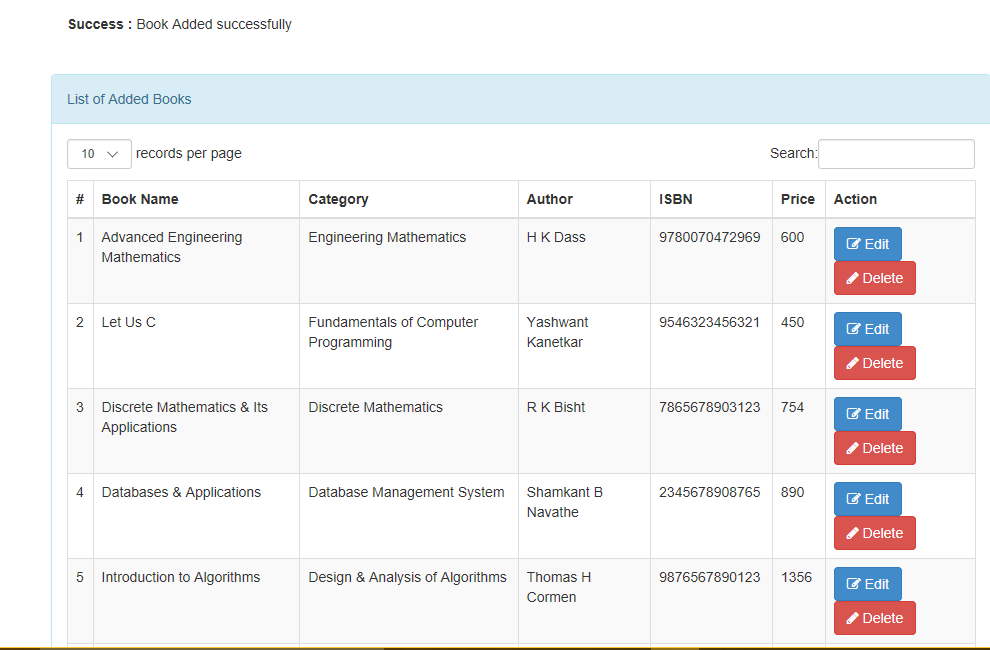 Success : Book Added successfully
List of Added Books
10 records per page Search:
# Book Name Category Author ISBN Price Action
1 Advanced Engineering Mathematics Engineering Mathematics H K Dass 9780070472969 600 Edit Delete
2 Let Us C Fundamentals of Computer Programming Yashwant Kanetkar 9546323456321 450 Edit Delete
3 Discrete Mathematics & Its Applications Discrete Mathematics R K Bisht 7865678903123 754 Edit Delete
4 Databases & Applications Database Management System Shamkant B Navathe 2345678908765 890 Edit Delete
5 Introduction to Algorithms Design & Analysis of Algorithms Thomas H Cormen 9876567890123 1356 Edit Delete